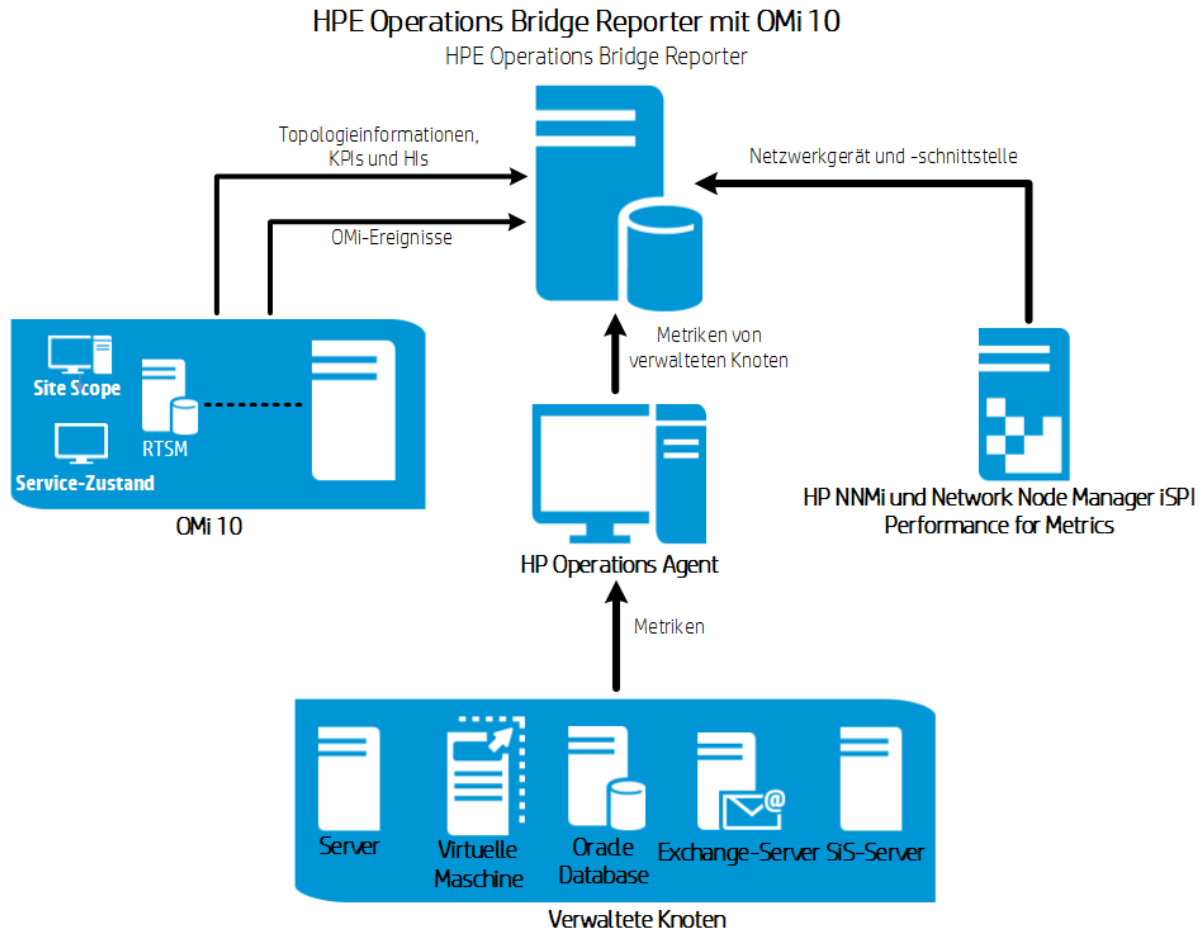 HPE Operations Bridge Reporter mit OMi 10
HPE Operations Bridge Reporter
Topologieinformationen,
KPIs und HIs
Netzwerkgerät und -schnittstelle
OMi-Ereignisse
Metriken von
verwalteten Knoten
Site Scope
RTSM
Service-Zustand
OMi 10
HP NNMi und Network Node Manager iSPI
Performance for Metrics
HP Operations Agent
Metriken
Server
Virtuelle
Maschine
Oracle
Database
@
Exchange-Server
SiS-Server
Verwaltete Knoten